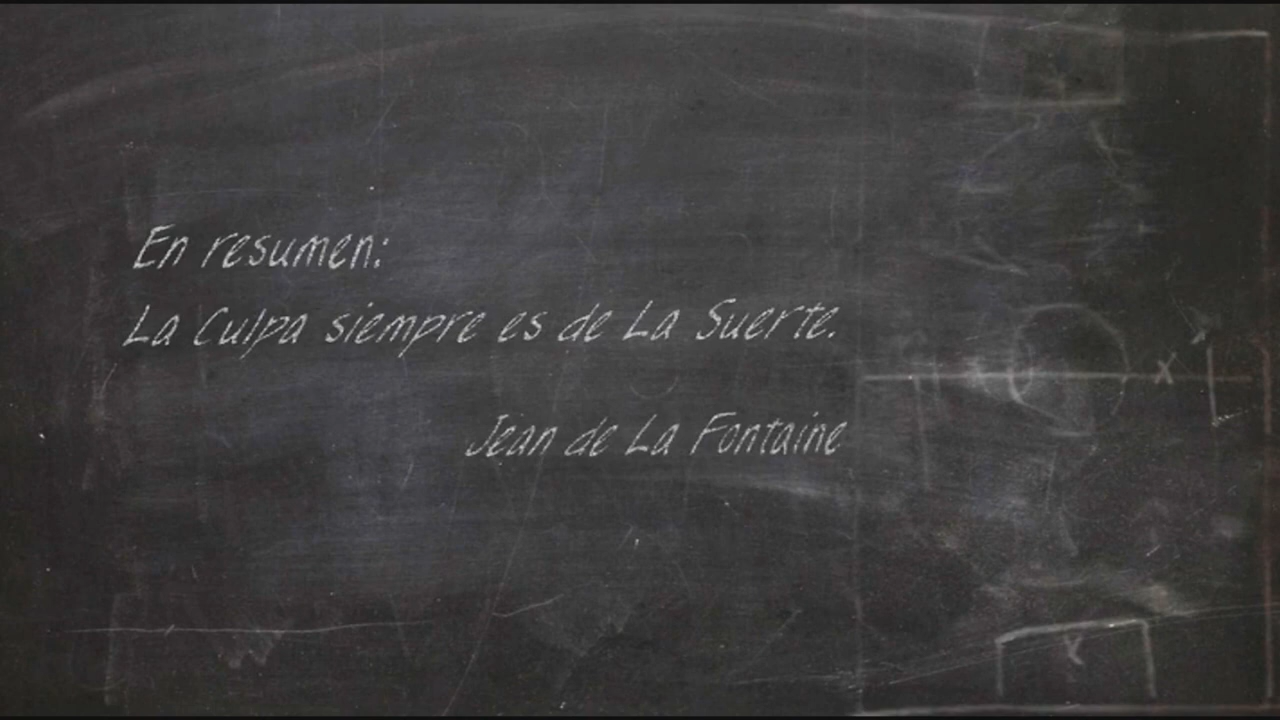 En resumen:
La Culpa siempre es de La Suerte.
Jean de La Fontaine